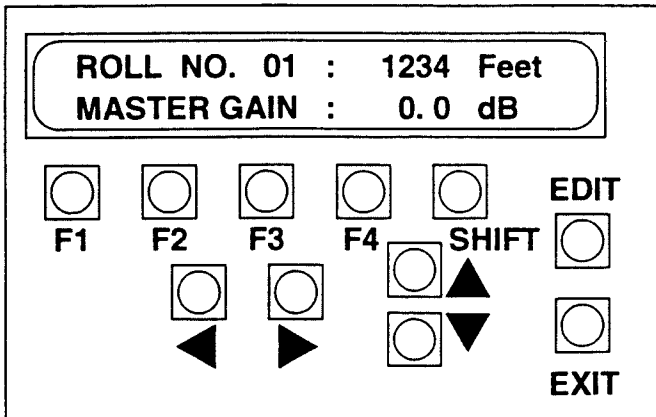 ROLL NO. 01 : 1234 Feet
MASTER GAIN : 0.0 dB
EDIT
F1 F2 F3 F4 SHIFT
EXIT